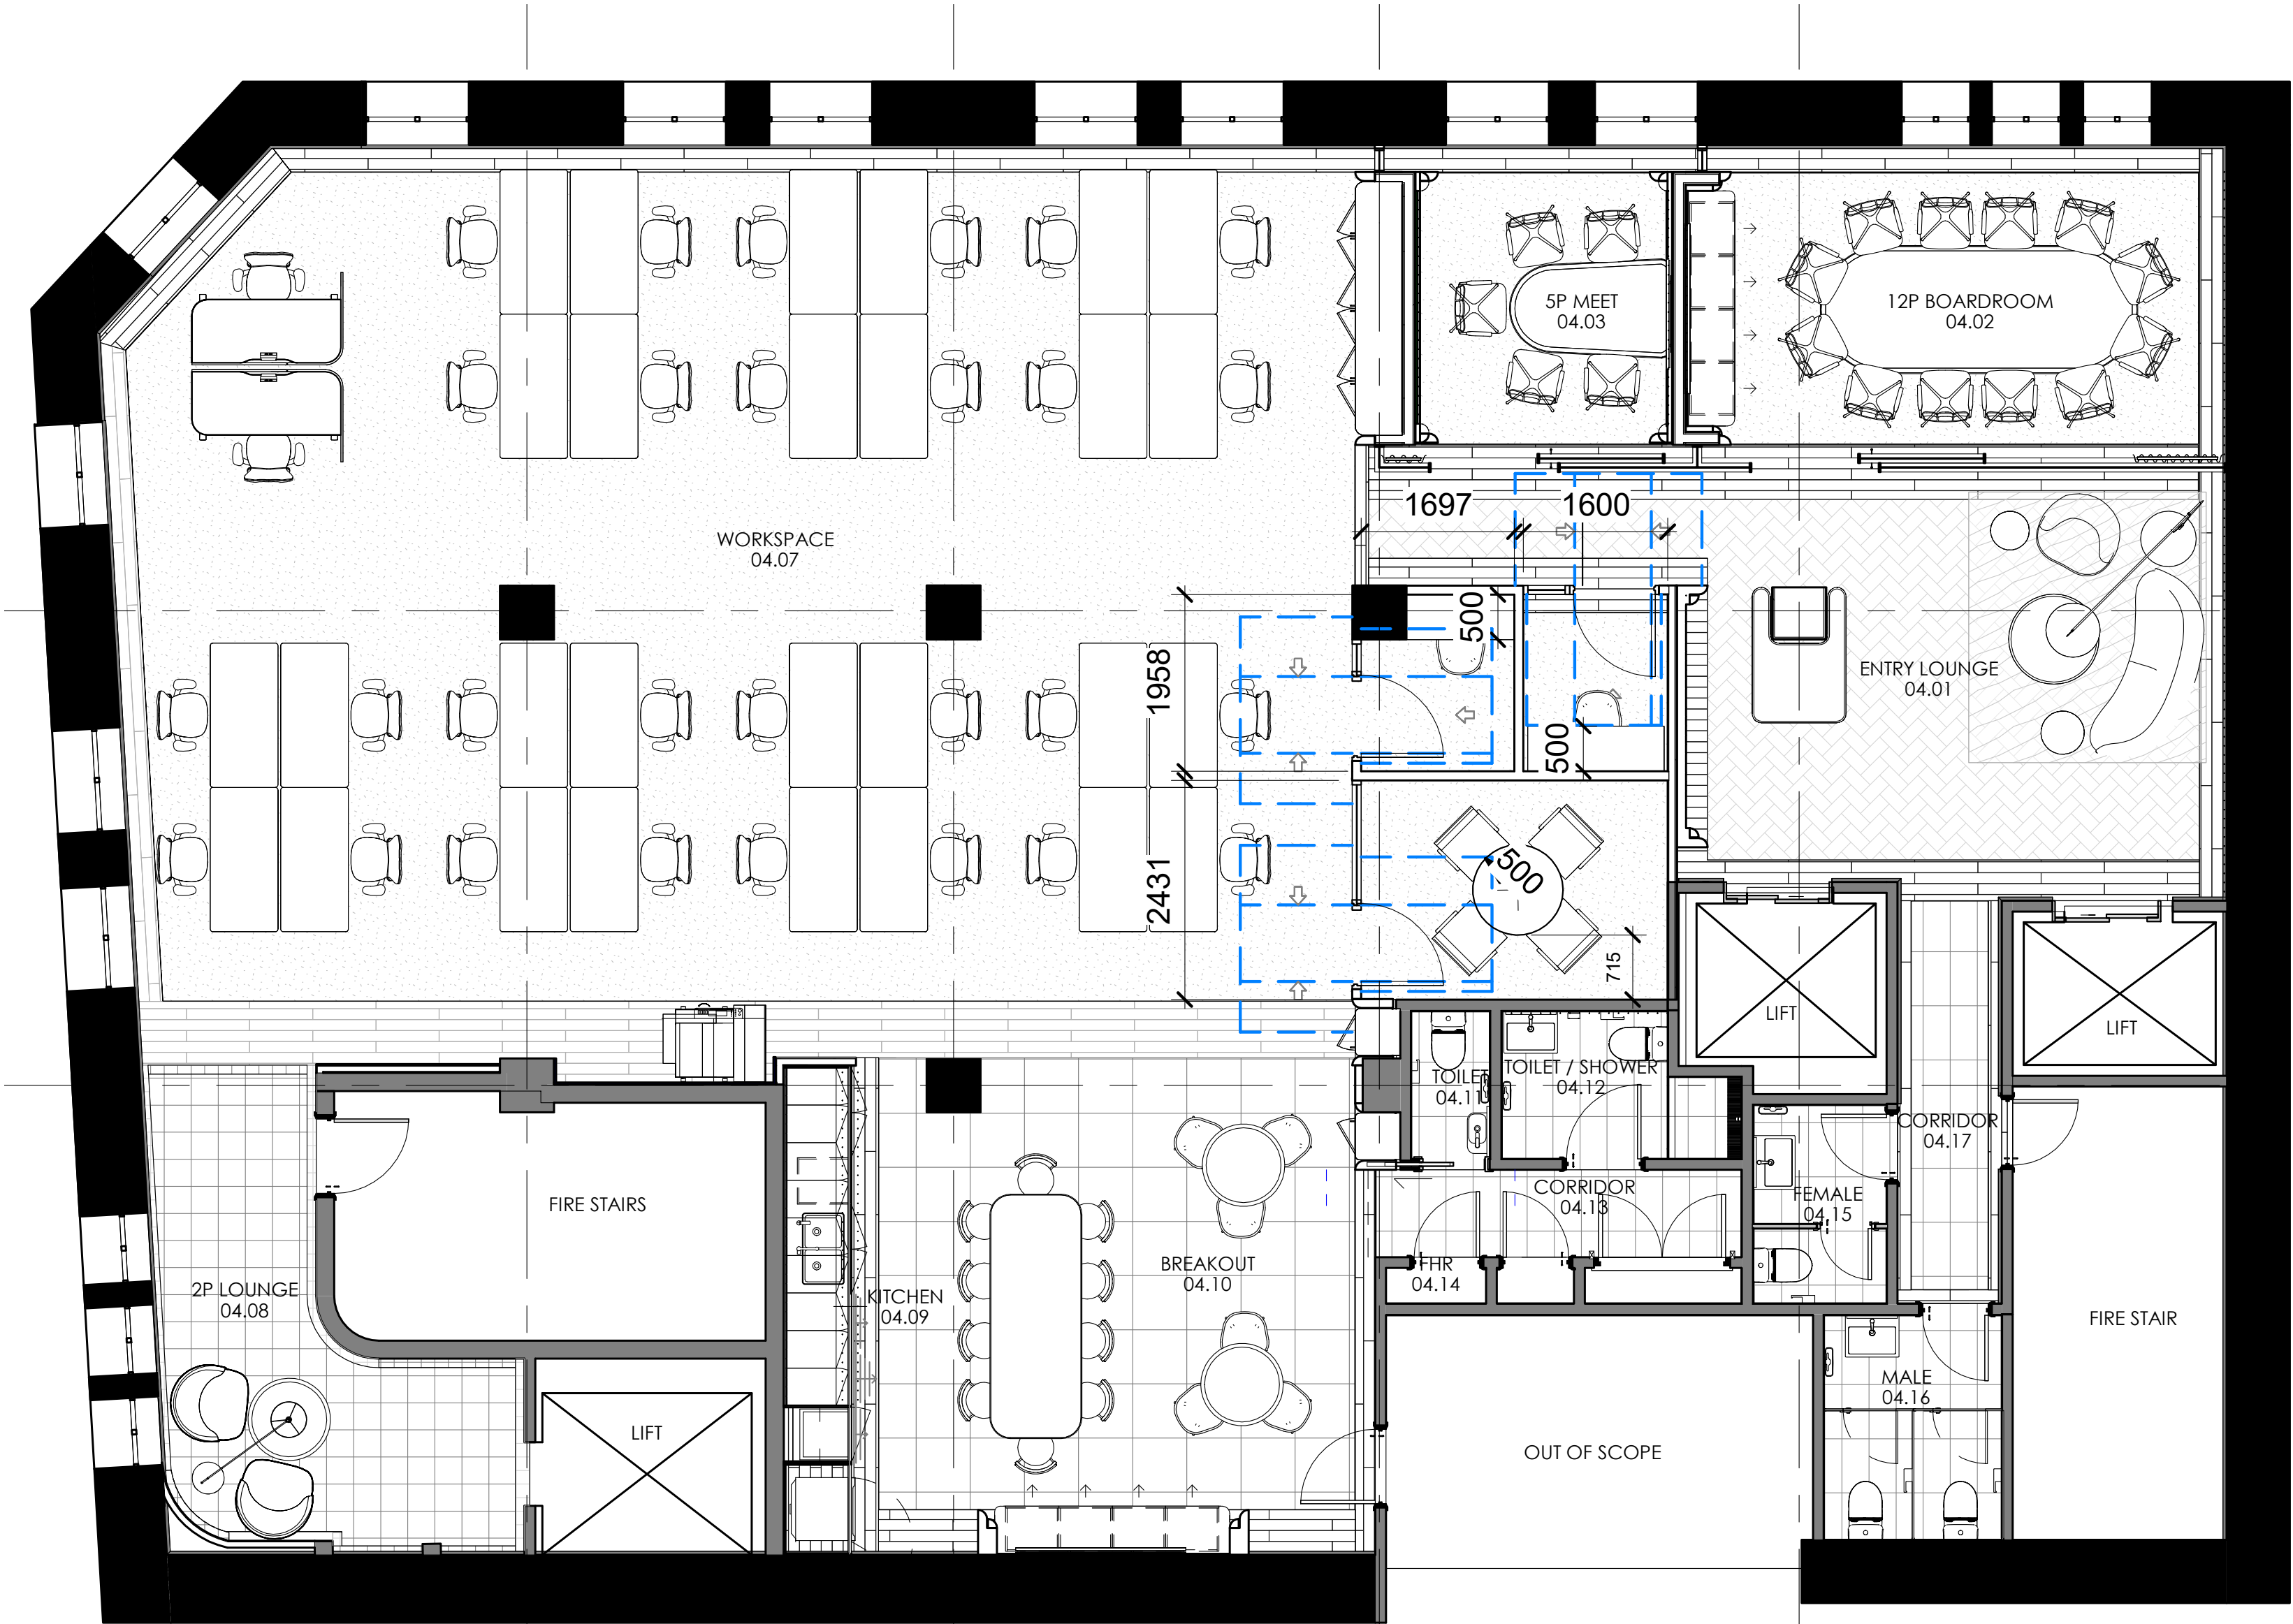 5P MEET
04.03
12P BOARDROOM
04.02
1697
1600
WORKSPACE
04.07
500
1958
ENTRY LOUNGE
04.01
500
2431
500
715
LIFT
LIFT
TOILET
04.11
TOILET / SHOWER
04.12
CORRIDOR
04.17
FIRE STAIRS
CORRIDOR
04.13
FEMALE
04.15
2P LOUNGE
04.08
KITCHEN
04.09
BREAKOUT
04.10
FHR
04.14
FIRE STAIR
MALE
04.16
LIFT
OUT OF SCOPE